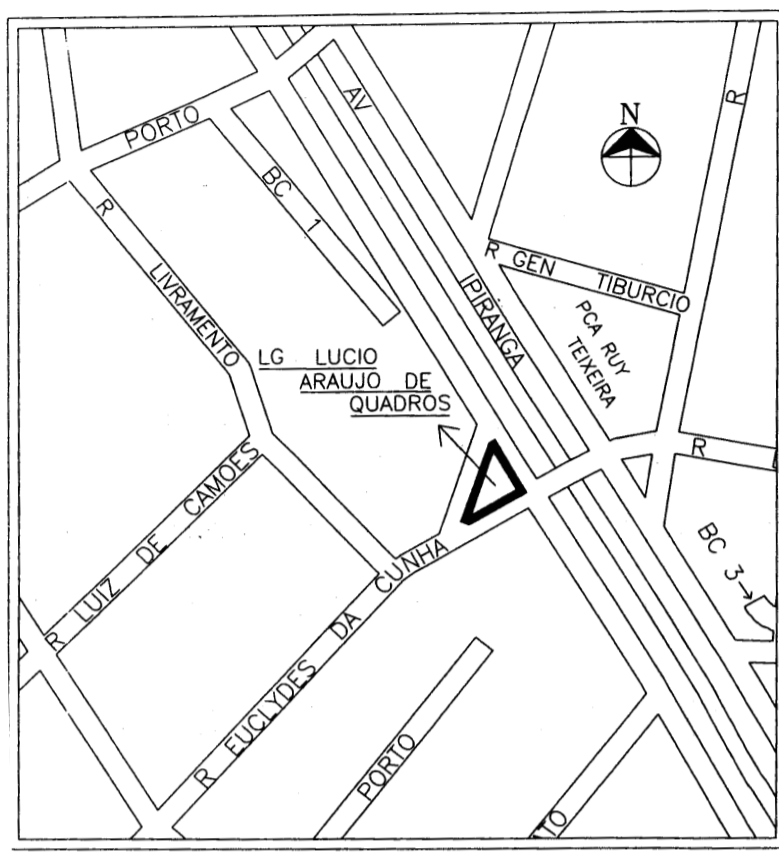 N
PORTO
AV
R
BC 1
R
LIVRAMENTO
IPIRANGA
R GEN TIBURCIO
PCA RUY
TEIXEIRA
LG LUCIO
ARAUJO DE
QUADROS
R
R LUIZ DE CAMOES
BC 3
R EUCLYDES DA CUNHA
PORTO
TO